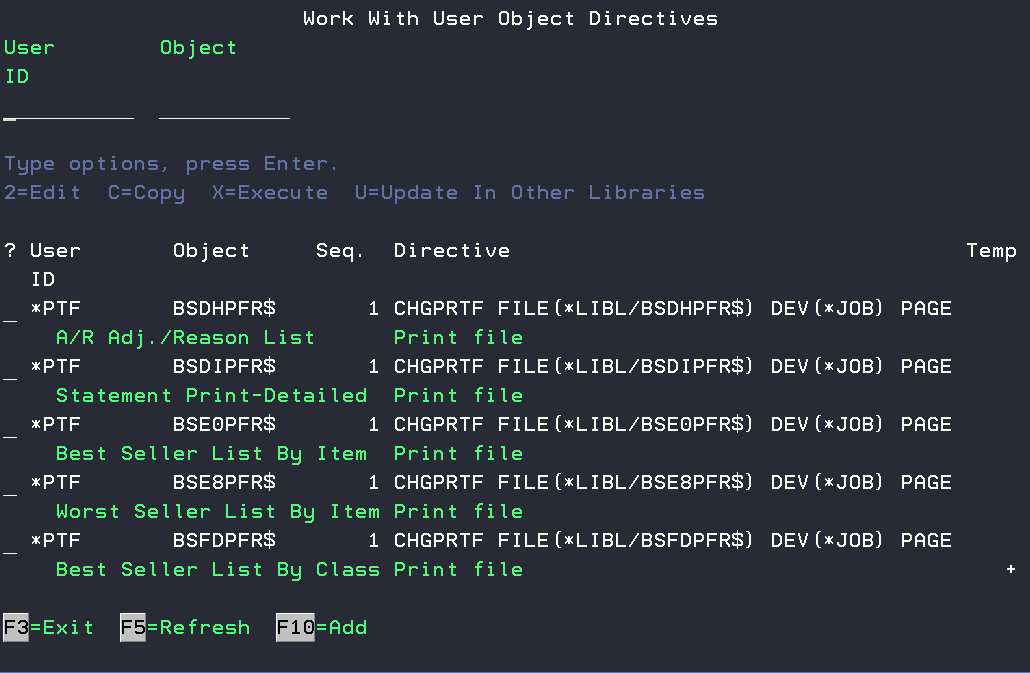 Work With User Object Directives
User Object
ID
Type options, press Enter.
2=Edit C=Copy X=Execute U=Update In Other Libraries
? User Object Seq. Directive Temp
ID
_ *PTF BSDHPFR$ 1 CHGPRTF FILE(*LIBL/BSDHPFR$) DEV(*JOB) PAGE
A/R Adj./Reason List Print file
_ *PTF BSDIPFR$ 1 CHGPRTF FILE(*LIBL/BSDIPFR$) DEV(*JOB) PAGE
Statement Print-Detailed Print file
_ *PTF BSE0PFR$ 1 CHGPRTF FILE(*LIBL/BSE0PFR$) DEV(*JOB) PAGE
Best Seller List By Item Print file
_ *PTF BSE8PFR$ 1 CHGPRTF FILE(*LIBL/BSE8PFR$) DEV(*JOB) PAGE
Worst Seller List By Item Print file
_ *PTF BSFDPFR$ 1 CHGPRTF FILE(*LIBL/BSFDPFR$) DEV(*JOB) PAGE
Best Seller List By Class Print file +
F3=Exit F5=Refresh F10=Add